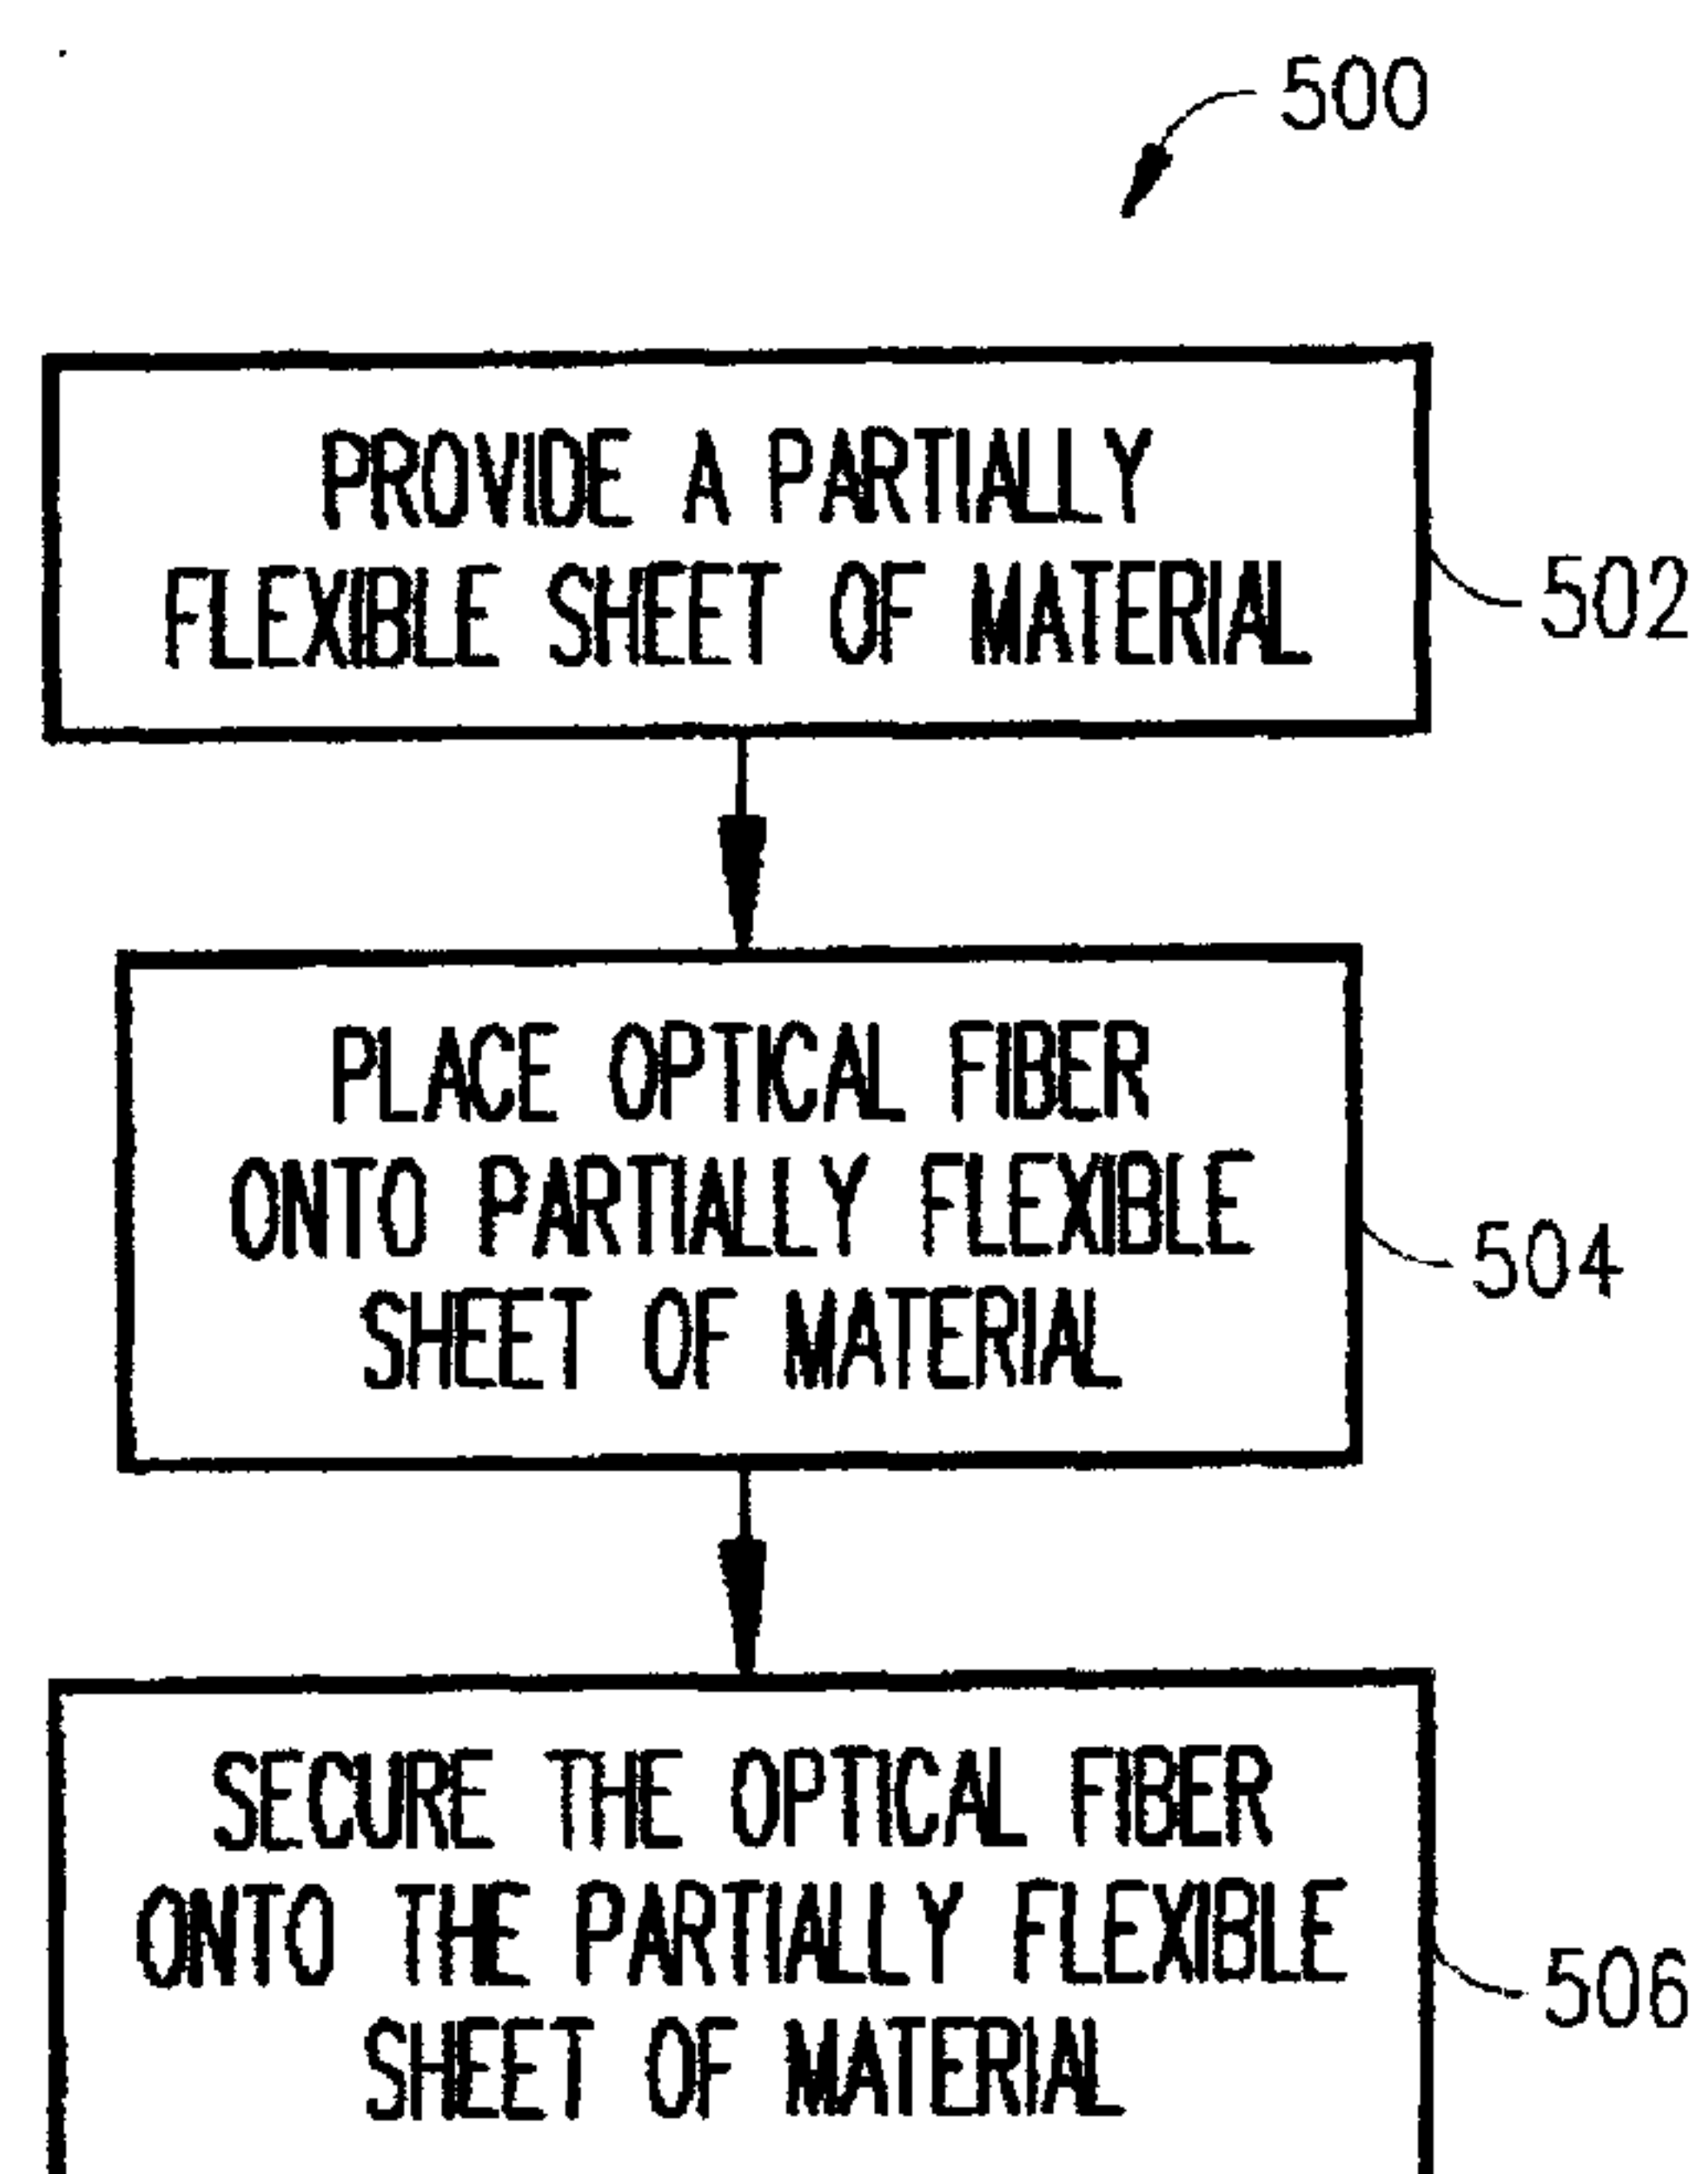 500
PROVIDE A PARTIALLY
FLEXIBLE SHEET OF MATERIAL
502
PLACE OPTICAL FIBER
ONTO PARTIALLY FLEXIBLE
SHEET OF MATERIAL
504
SECURE THE OPTICAL FIBER
ONTO THE PARTIALLY FLEXIBLE
SHEET OF MATERIAL
506